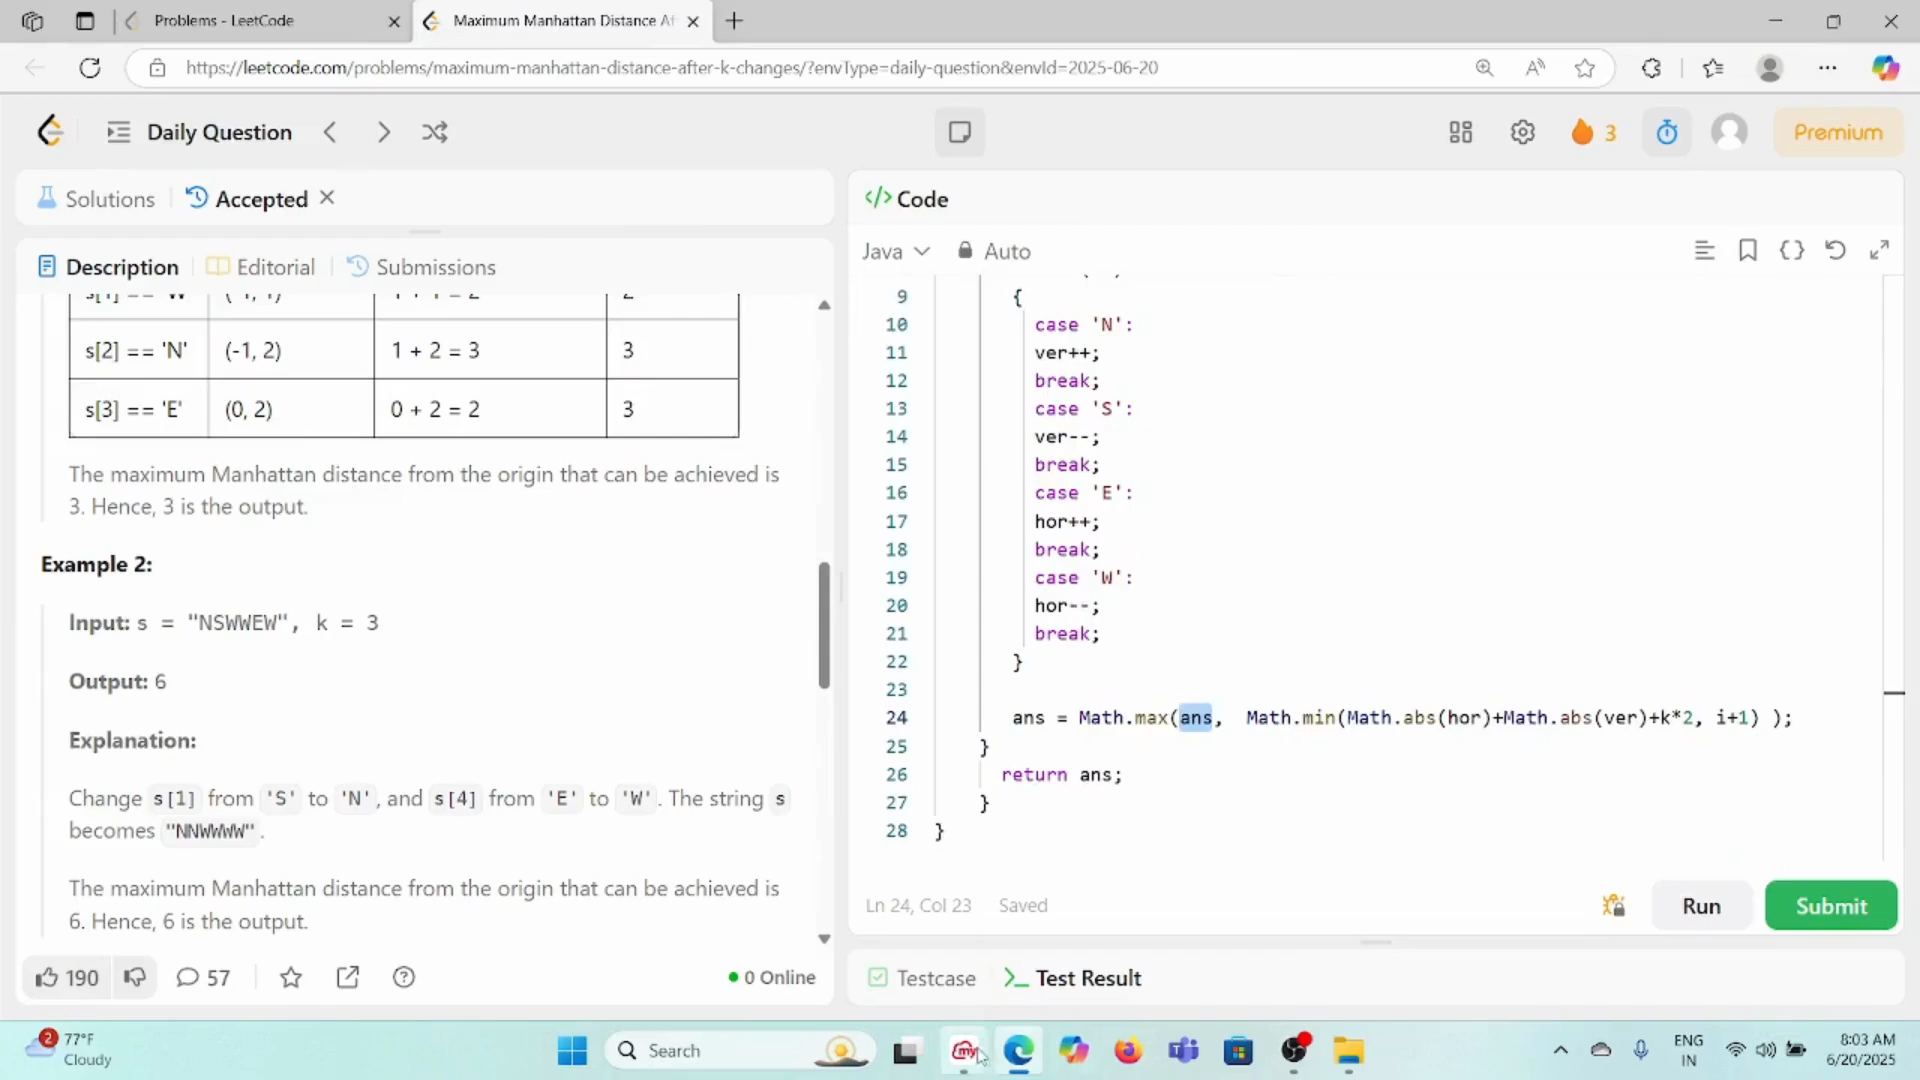 Problems - LeetCode
Maximum Manhattan Distance Af
https://leetcode.com/problems/maximum-manhattan-distance-after-k-changes/?envType=daily-question&envId=2025-06-20
Daily Question
3
Premium
Solutions
Accepted
Code
Java
Auto
Description
Editorial
Submissions
s[1] == 'W' (-1, 1) 1 + 1 = 2 2
s[2] == 'N' (-1, 2) 1 + 2 = 3 3
s[3] == 'E' (0, 2) 0 + 2 = 2 3
The maximum Manhattan distance from the origin that can be achieved is
3. Hence, 3 is the output.
Example 2:
Input: s = "NSWWEW", k = 3
Output: 6
Explanation:
Change s[1] from 'S' to 'N', and s[4] from 'E' to 'W'. The string s
becomes "NNWWWW".
The maximum Manhattan distance from the origin that can be achieved is
6. Hence, 6 is the output.
190
57
0 Online
9 {
10 case 'N':
11 ver++;
12 break;
13 case 'S':
14 ver--;
15 break;
16 case 'E':
17 hor++;
18 break;
19 case 'W':
20 hor--;
21 break;
22 }
23
24 ans = Math.max(ans,  Math.min(Math.abs(hor)+Math.abs(ver)+k*2, i+1) );
25 }
26 return ans;
27 }
28 }
Ln 24, Col 23
Saved
Run
Submit
Testcase
Test Result
2
77°F
Cloudy
Search
my
ENG
IN
8:03 AM
6/20/2025